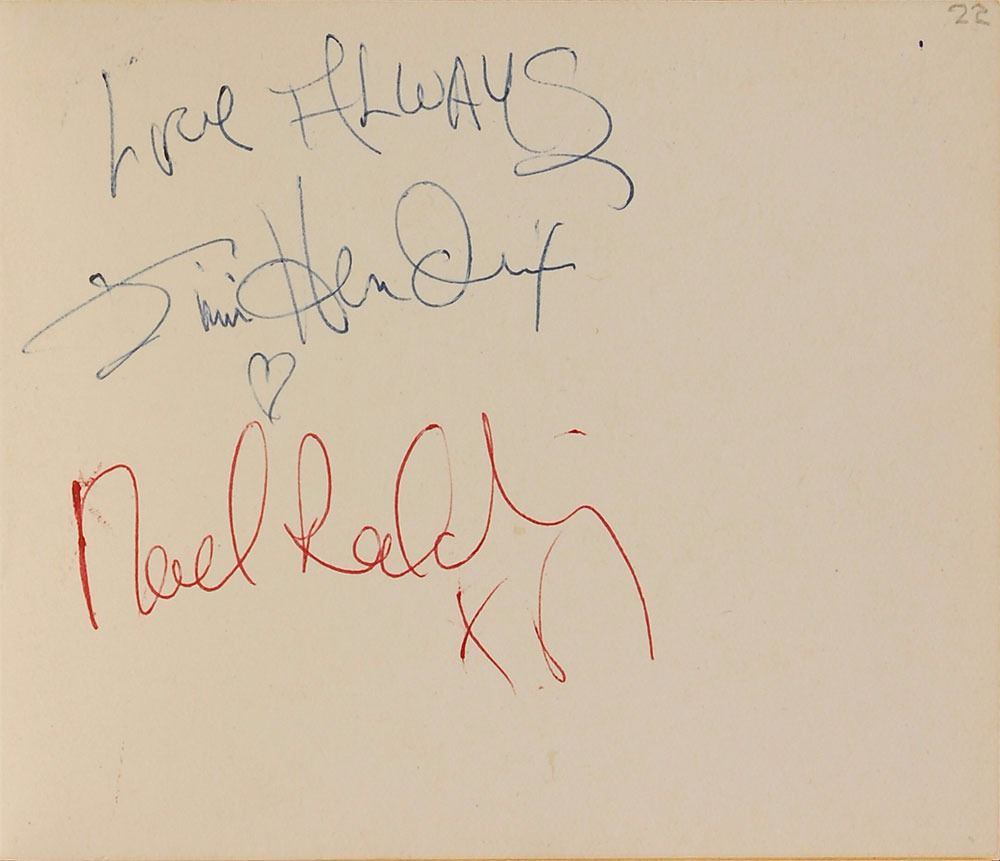 22
Love ALWAYS
Jimi Hendrix
Noel Redding
X